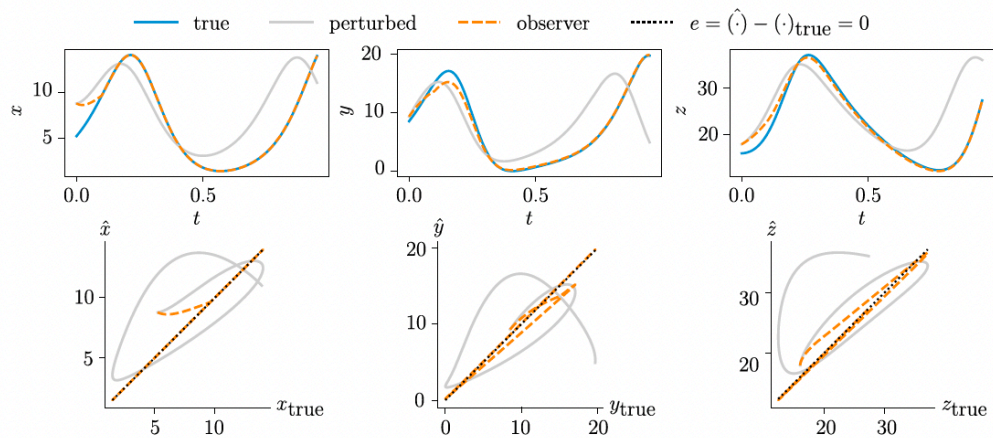 true perturbed observer e = (·̂) − (·)true = 0
x 10 5 0.0 0.5 t
y 20 10 0 0.0 0.5 t
z 30 20 0.0 0.5 t
x̂ 10 5 5 10 xtrue
ŷ 20 10 0 0 10 20 ytrue
ẑ 30 20 20 30 ztrue